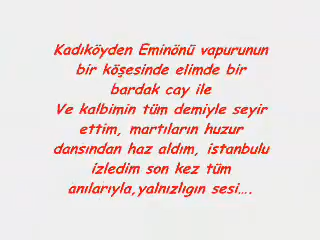 Kadıköyden Eminönü vapurunun
bir köşesinde elimde bir
bardak cay ile
Ve kalbimin tüm demiyle seyir
ettim, martıların huzur
dansından haz aldım, istanbulu
izledim son kez tüm
anılarıyla,yalnızlıgın sesi….